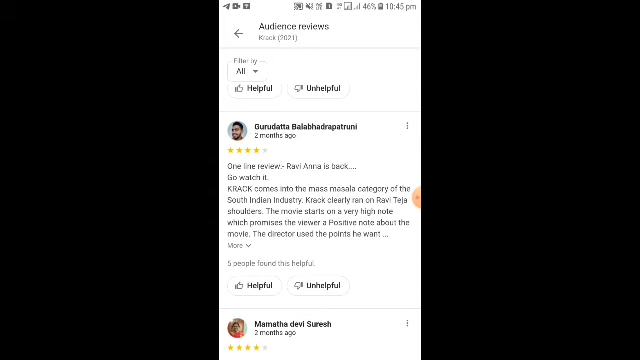 46% 10:45 pm
Audience reviews
Krack (2021)
Filter by
All
Helpful Unhelpful
Gurudatta Balabhadrapatruni
2 months ago
One line review:- Ravi Anna is back....
Go watch it.
KRACK comes into the mass masala category of the
South Indian Industry. Krack clearly ran on Ravi Teja
shoulders. The movie starts on a very high note
which promises the viewer a Positive note about the
movie. The director used the points he want ...
More
5 people found this helpful.
Helpful Unhelpful
Mamatha devi Suresh
2 months ago